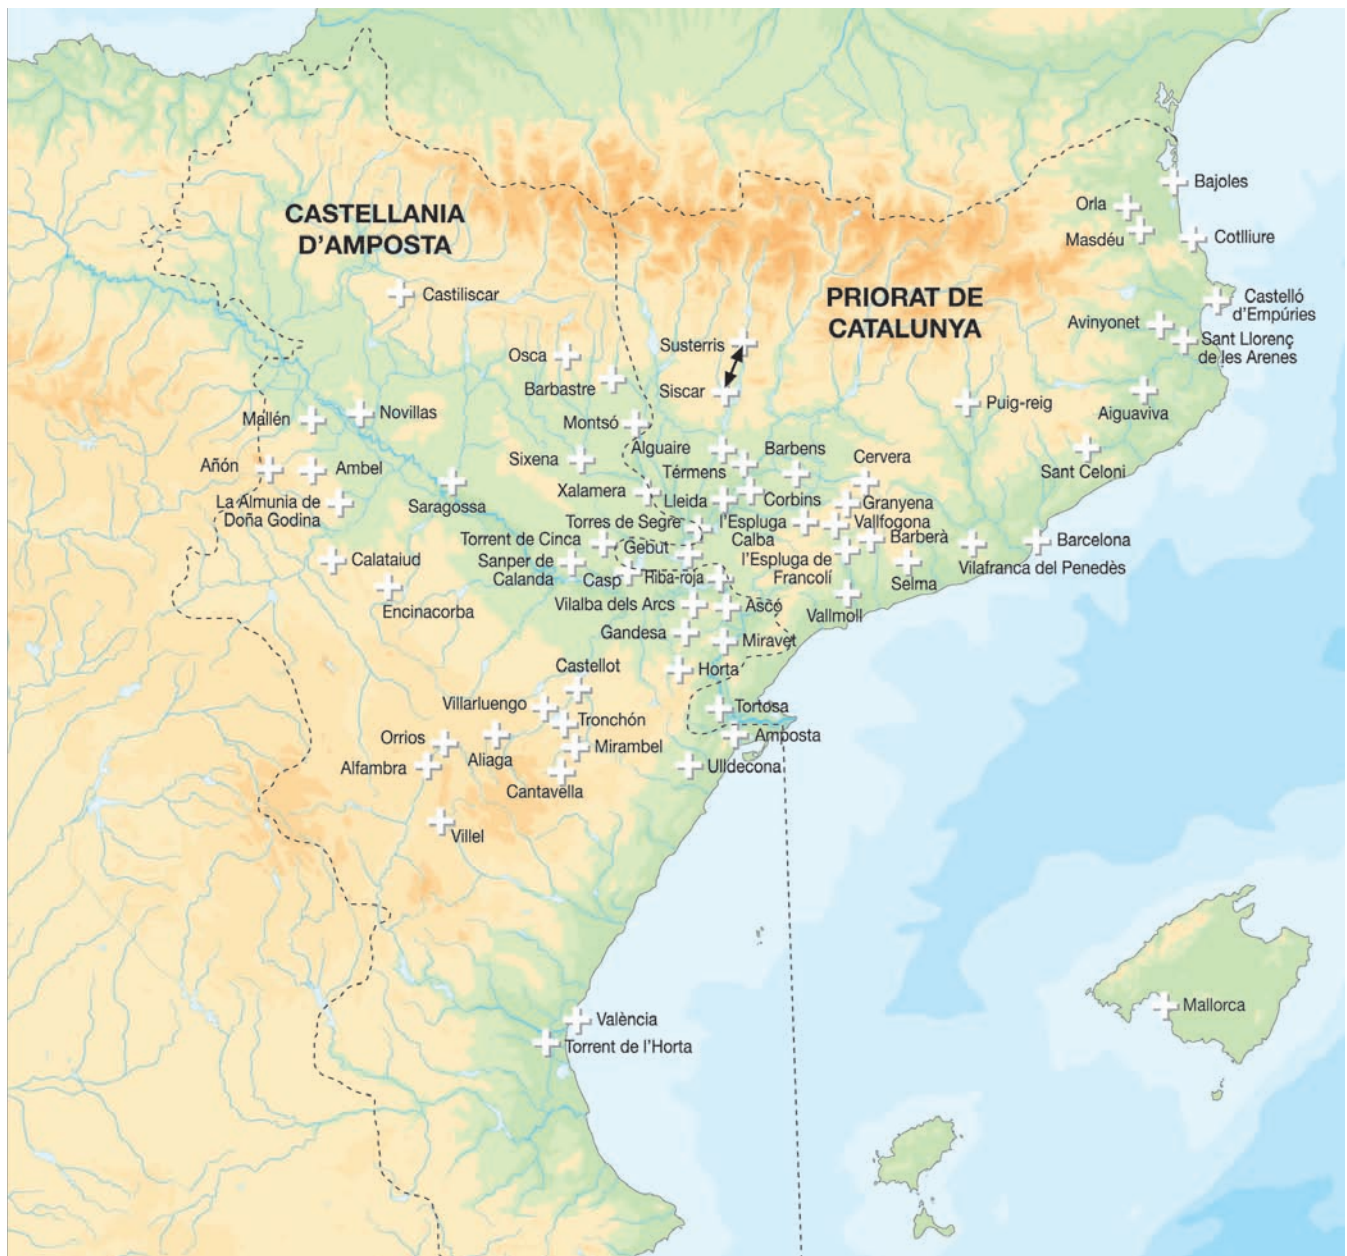 CASTELLANIA
D'AMPOSTA
PRIORAT DE
CATALUNYA
Bajoles
Orla
Masdéu
Cotlliure
Castelló
d'Empúries
Avinyonet
Sant Llorenç
de les Arenes
Castiliscar
Susterris
Osca
Barbastre
Siscar
Puig-reig
Aiguaviva
Mallén
Novillas
Montsó
Alguaire
Barbens
Cervera
Sant Celoni
Añón
Ambel
Sixena
Térmens
La Almunia de
Doña Godina
Saragossa
Xalamera
Lleida
Corbins
Granyena
Torres de Segre
l'Espluga
Calba
Vallfogona
Torrent de Cinca
Gebut
Barberà
Barcelona
l'Espluga de
Francolí
Vilafranca del Penedès
Calataiud
Sanper de
Calanda
Casp
Riba-roja
Selma
Encinacorba
Vilalba dels Arcs
Ascó
Vallmoll
Gandesa
Miravet
Castellot
Horta
Villarluengo
Tortosa
Tronchón
Orrios
Aliaga
Mirambel
Amposta
Alfambra
Cantavella
Ulldecona
Villel
València
Mallorca
Torrent de l'Horta